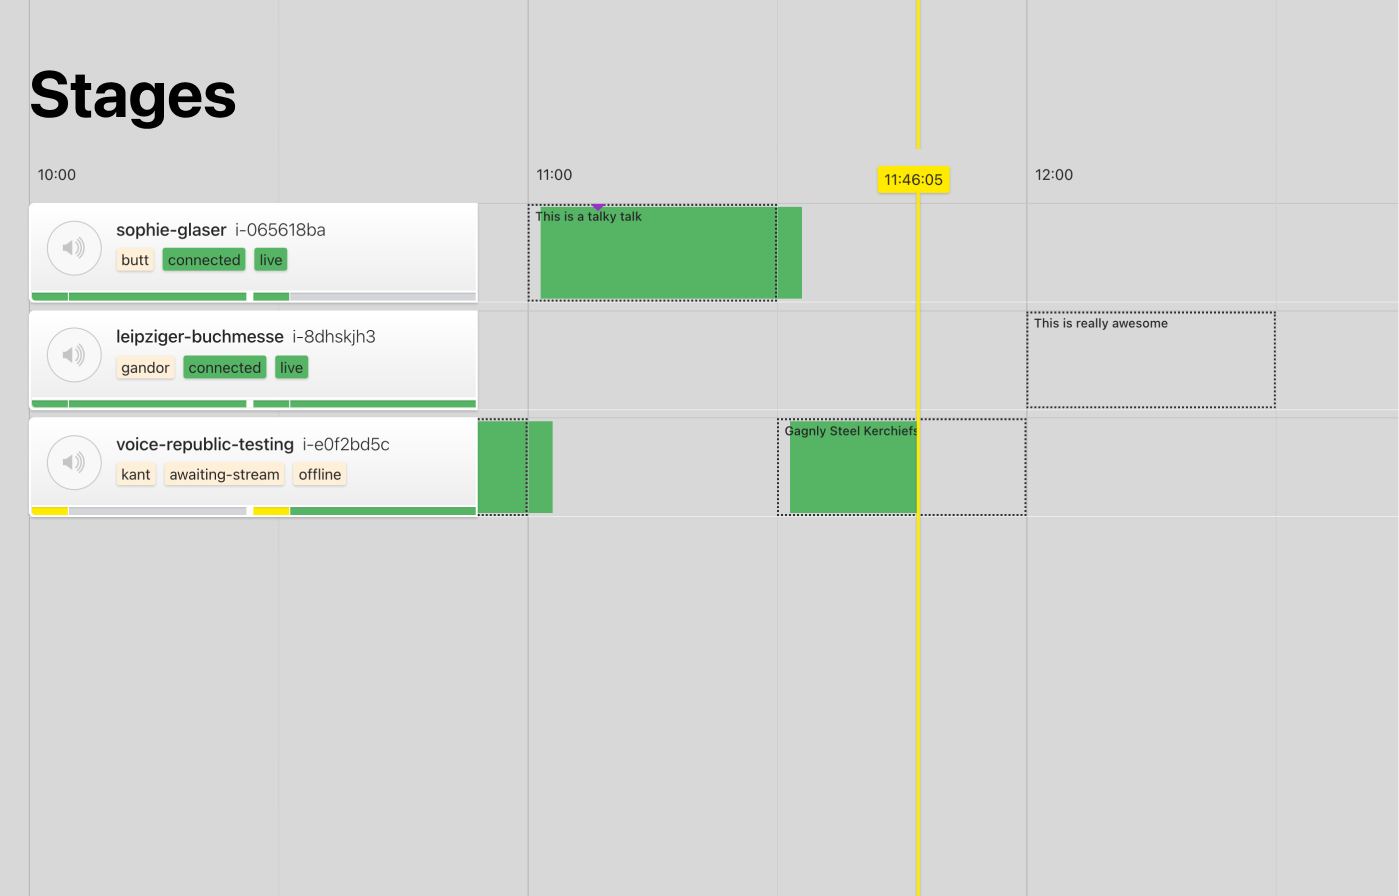 Stages
10:00
11:00
11:46:05
12:00
sophie-glaser i-065618ba
butt connected live
This is a talky talk
leipziger-buchmesse i-8dhskjh3
gandor connected live
This is really awesome
voice-republic-testing i-e0f2bd5c
kant awaiting-stream offline
Gagnly Steel Kerchiefs